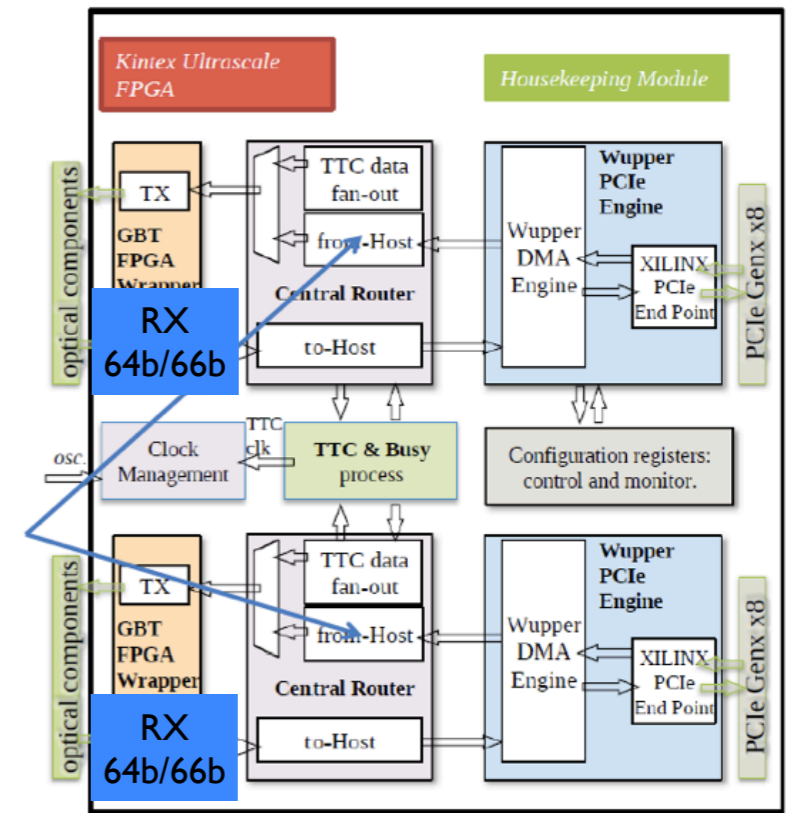 Kintex Ultrascale
FPGA
Housekeeping Module
optical components
TX
GBT
FPGA
Wrapper
RX
64b/66b
TTC data
fan-out
from-Host
Central Router
to-Host
Wupper
PCIe
Engine
Wupper
DMA
Engine
XILINX
PCIe
End Point
PCIe Genx x8
osc.
Clock
Management
TTC
clk
TTC & Busy
process
Configuration registers:
control and monitor.
optical components
TX
GBT
FPGA
Wrapper
RX
64b/66b
TTC data
fan-out
from-Host
Central Router
to-Host
Wupper
PCIe
Engine
Wupper
DMA
Engine
XILINX
PCIe
End Point
PCIe Genx x8